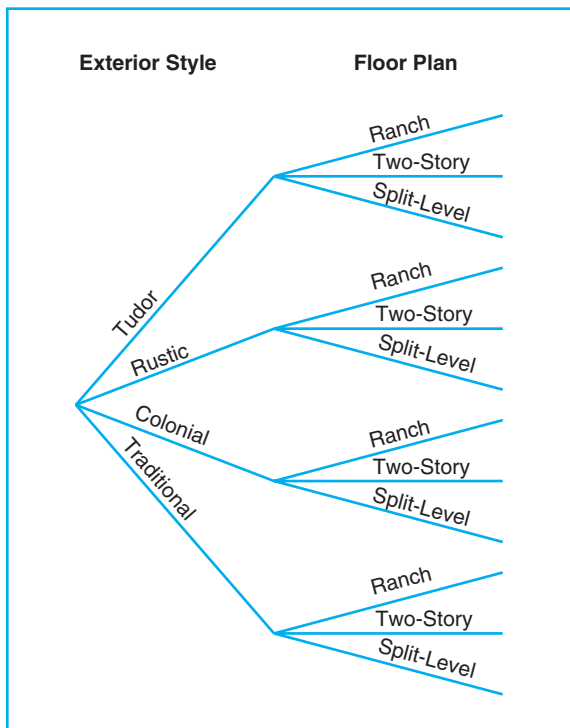 Exterior Style
Floor Plan
Ranch
Two-Story
Split-Level
Tudor
Ranch
Two-Story
Split-Level
Rustic
Colonial
Ranch
Two-Story
Split-Level
Traditional
Ranch
Two-Story
Split-Level